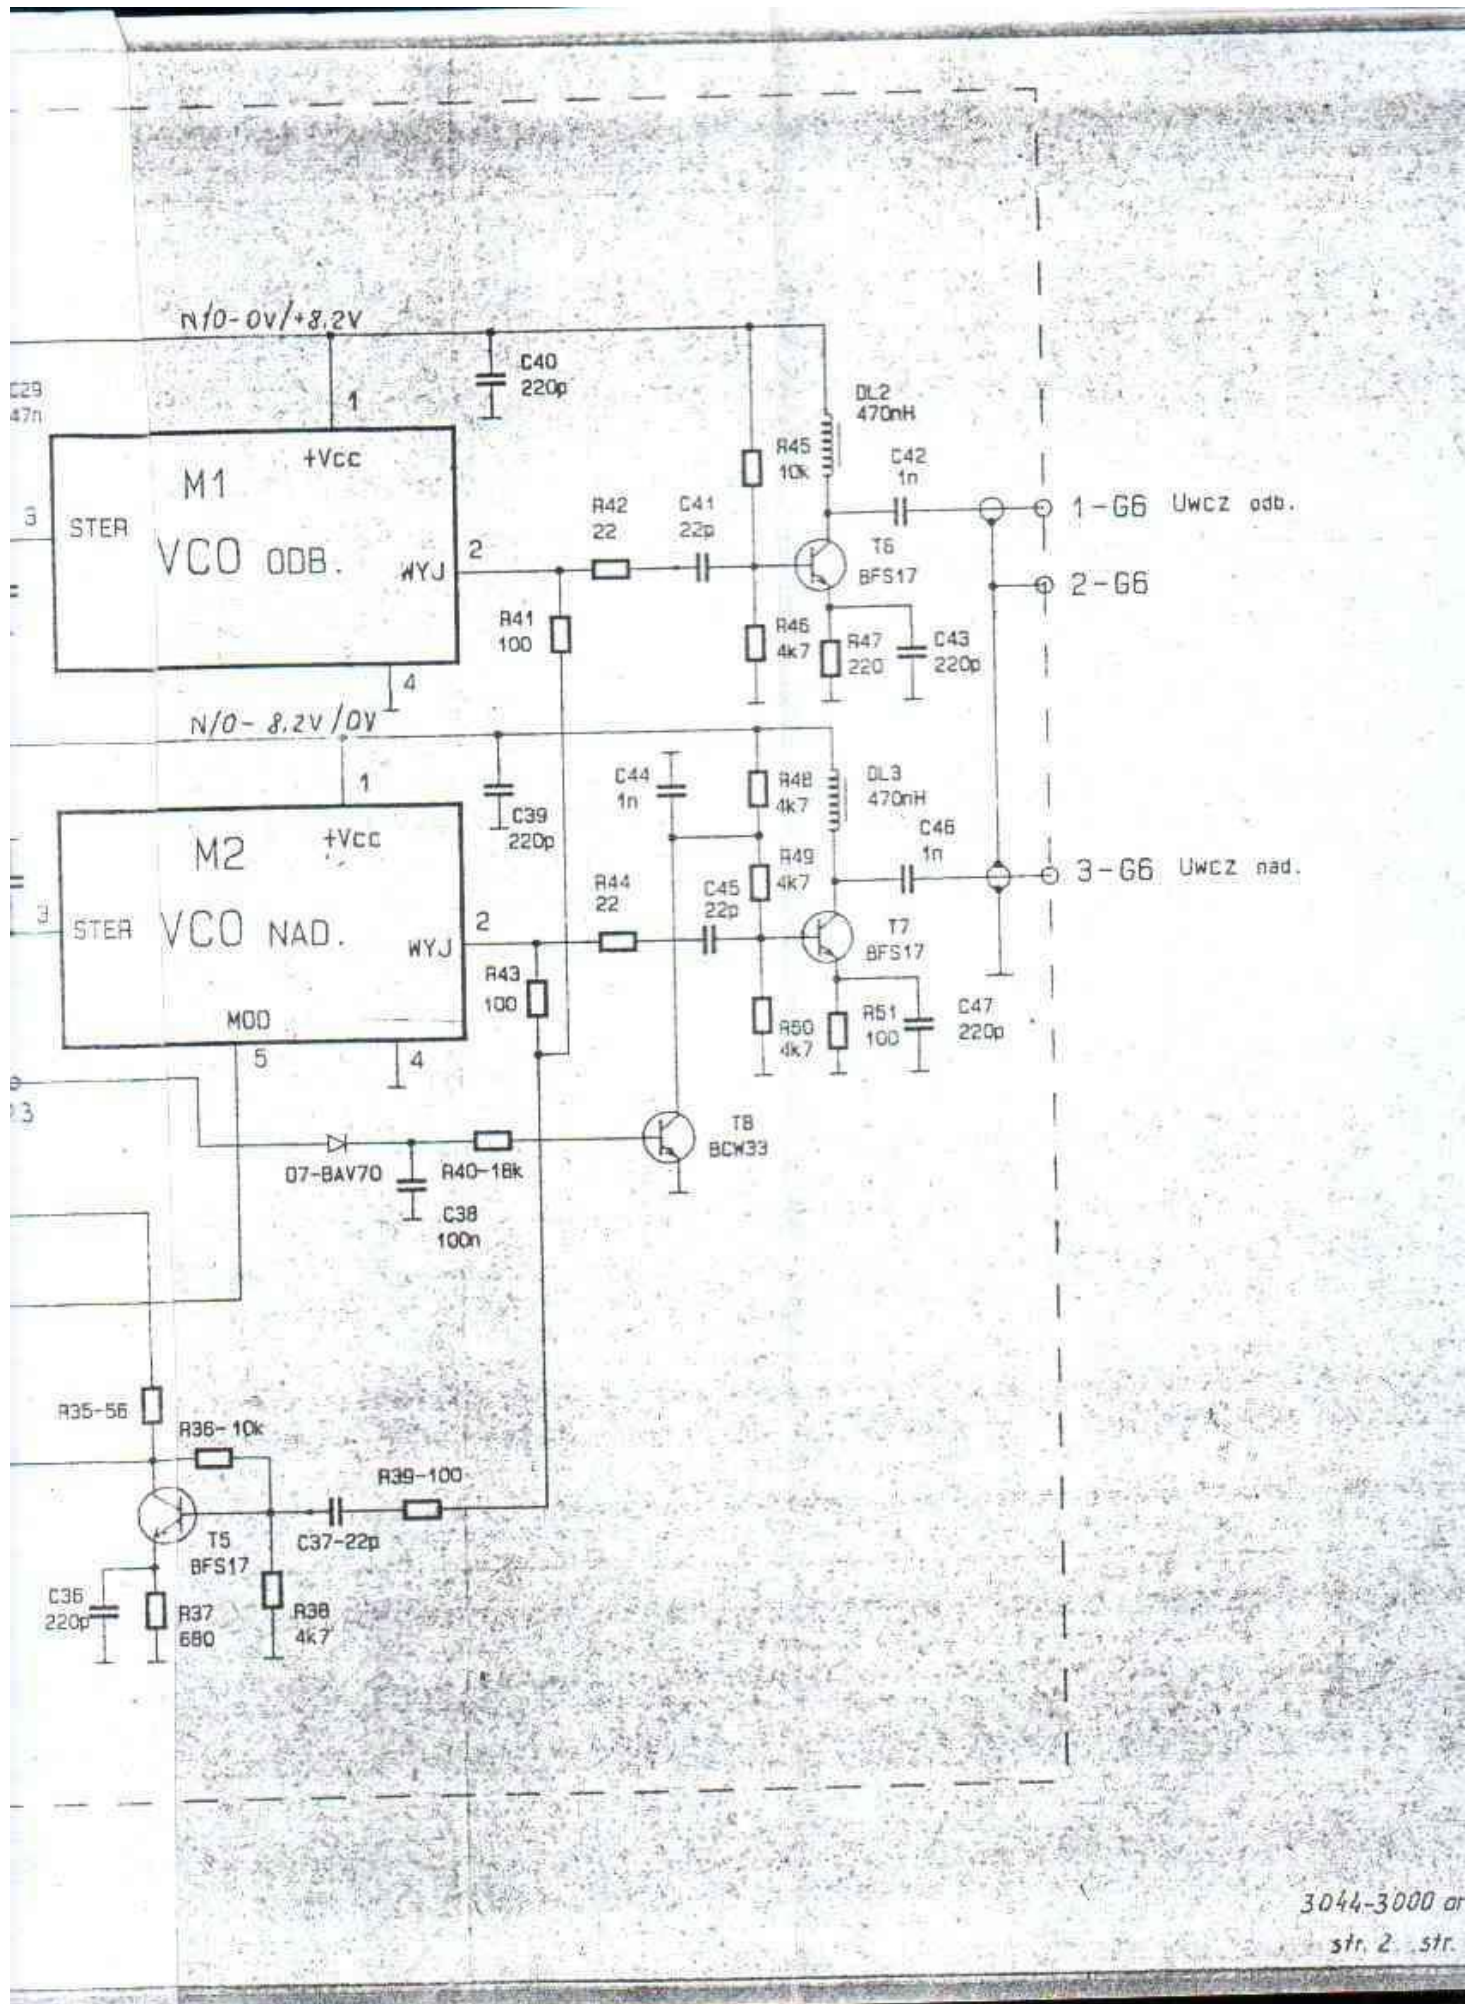 N/0-0V/+8.2V
C40
220p
C29
47n
1
+Vcc
M1
3
STER
VCO ODB.
WYJ
2
4
DL2
470nH
R45
10k
C42
1n
R42
22
C41
22p
1-G6 Uwcz odb.
T6
BFS17
2-G6
R41
100
R46
4k7
R47
220
C43
220p
N/0- 8.2V/0V
1
+Vcc
M2
3
STER
VCO NAD.
WYJ
2
MOD
5
4
C39
220p
C44
1n
R48
4k7
DL3
470nH
R49
4k7
C46
1n
3-G6 Uwcz nad.
R44
22
C45
22p
T7
BFS17
R43
100
R50
4k7
R51
100
C47
220p
D7-BAV70
R40-18k
T8
BCW33
C38
100n
R35-56
R36-10k
R39-100
T5
BFS17
C37-22p
C36
220p
R37
680
R38
4k7
3044-3000
str. 2 str.